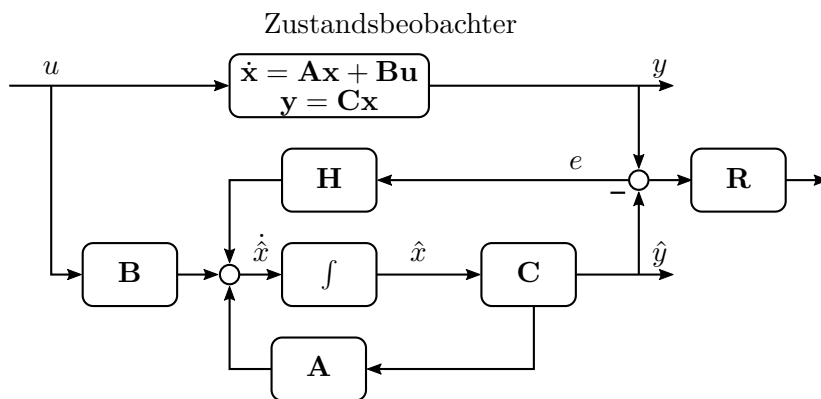 Zustandsbeobachter
u
ẋ = Ax + Bu
y = Cx
y
H
e
−
R
B
x̂̇
∫
x̂
C
ŷ
A